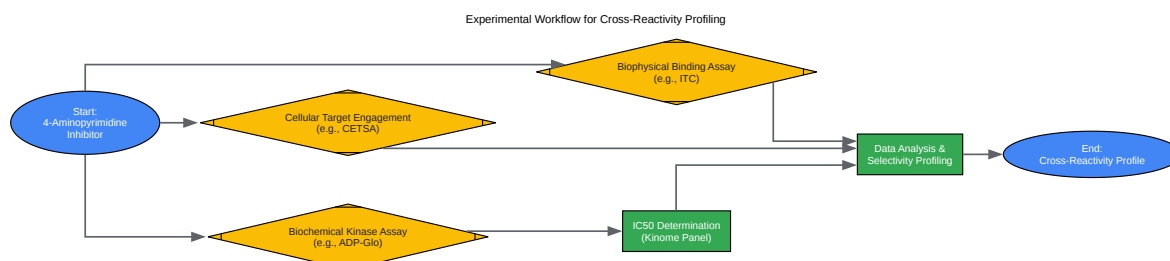 Experimental Workflow for Cross-Reactivity Profiling
Biophysical Binding Assay
(e.g., ITC)
Start:
4-Aminopyrimidine
Inhibitor
Cellular Target Engagement
(e.g., CETSA)
Data Analysis &
Selectivity Profiling
End:
Cross-Reactivity Profile
Biochemical Kinase Assay
(e.g., ADP-Glo)
IC50 Determination
(Kinome Panel)